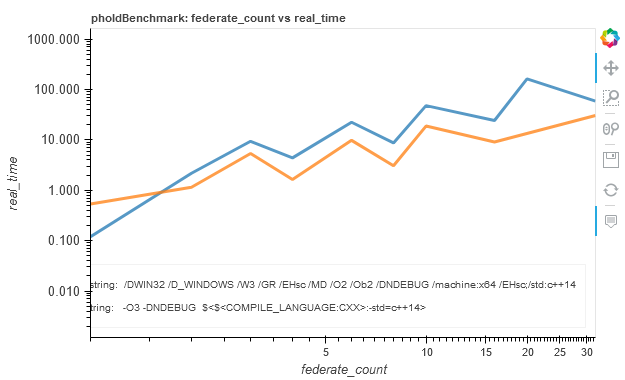 pholdBenchmark: federate_count vs real_time
1000.000
100.000
10.000
1.000
0.100
0.010
real_time
string: /DWIN32 /D_WINDOWS /W3 /GR /EHsc /MD /O2 /Ob2 /DNDEBUG /machine:x64 /EHsc;/std:c++14
tring: -O3 -DNDEBUG $<$<COMPILE_LANGUAGE:CXX>:-std=c++14>
5 10 15 20 25 30
federate_count